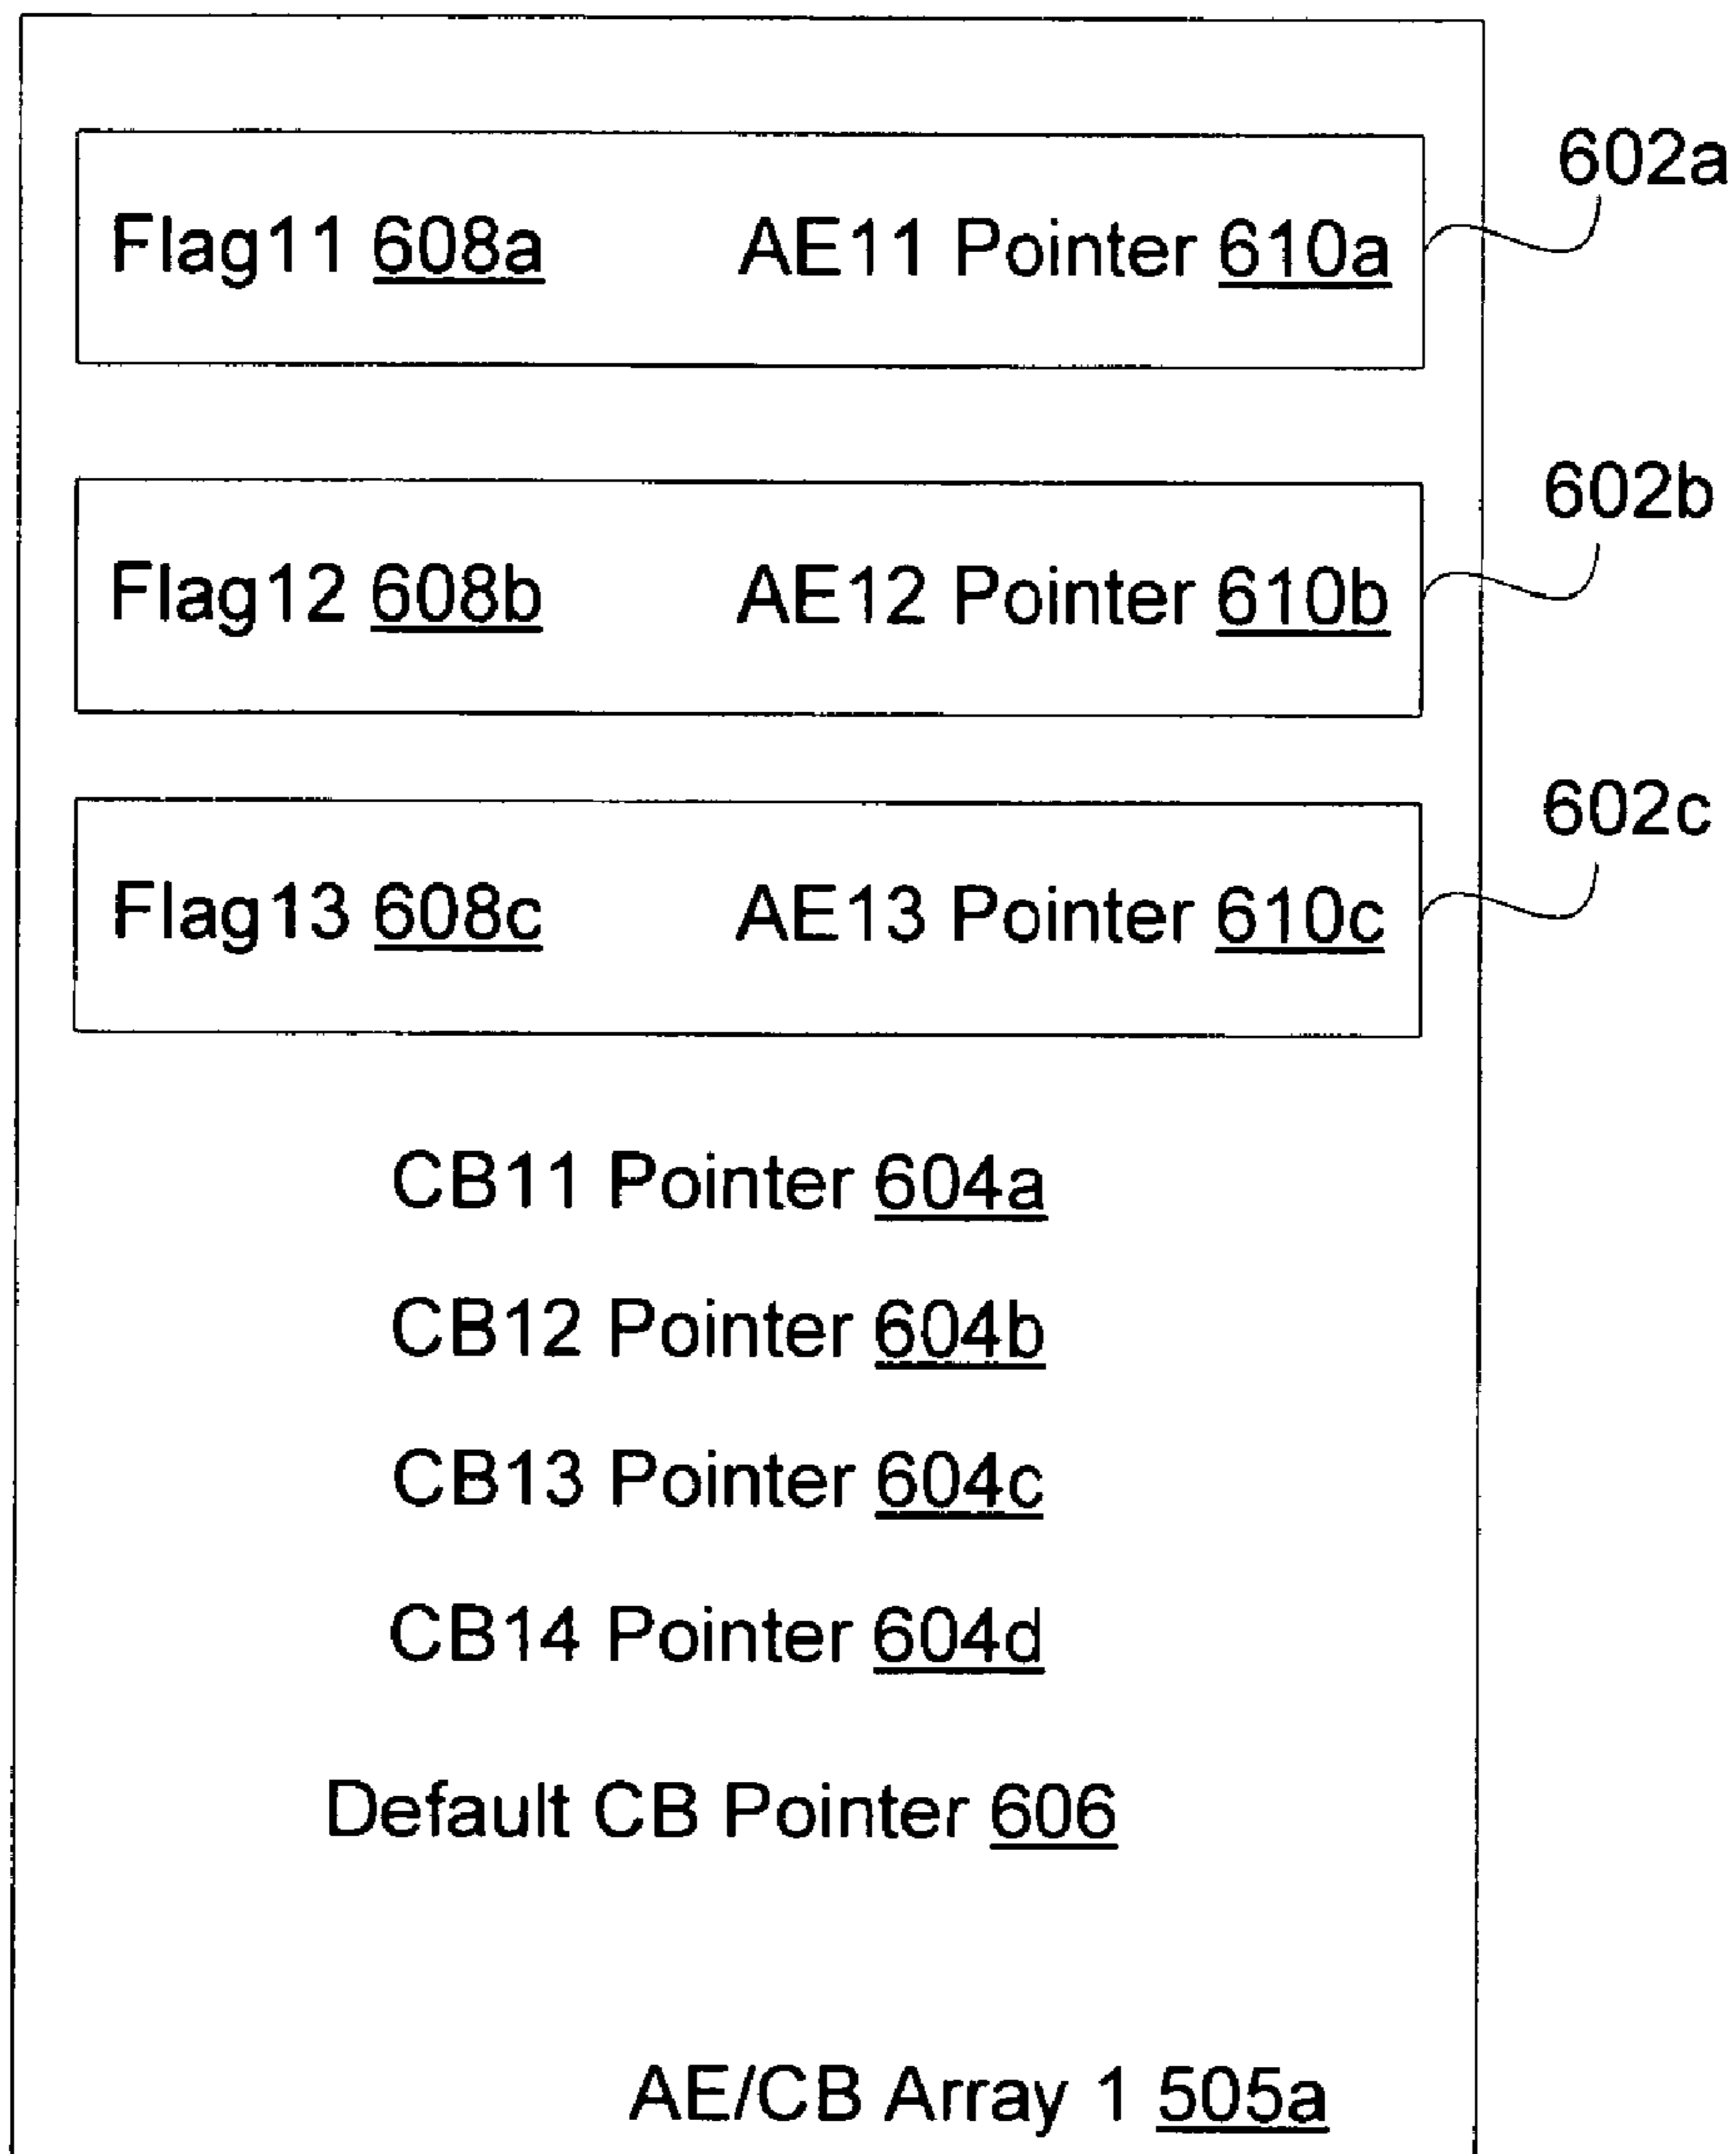 Flag11 608a AE11 Pointer 610a
602a
Flag12 608b AE12 Pointer 610b
602b
Flag13 608c AE13 Pointer 610c
602c
CB11 Pointer 604a
CB12 Pointer 604b
CB13 Pointer 604c
CB14 Pointer 604d
Default CB Pointer 606
AE/CB Array 1 505a